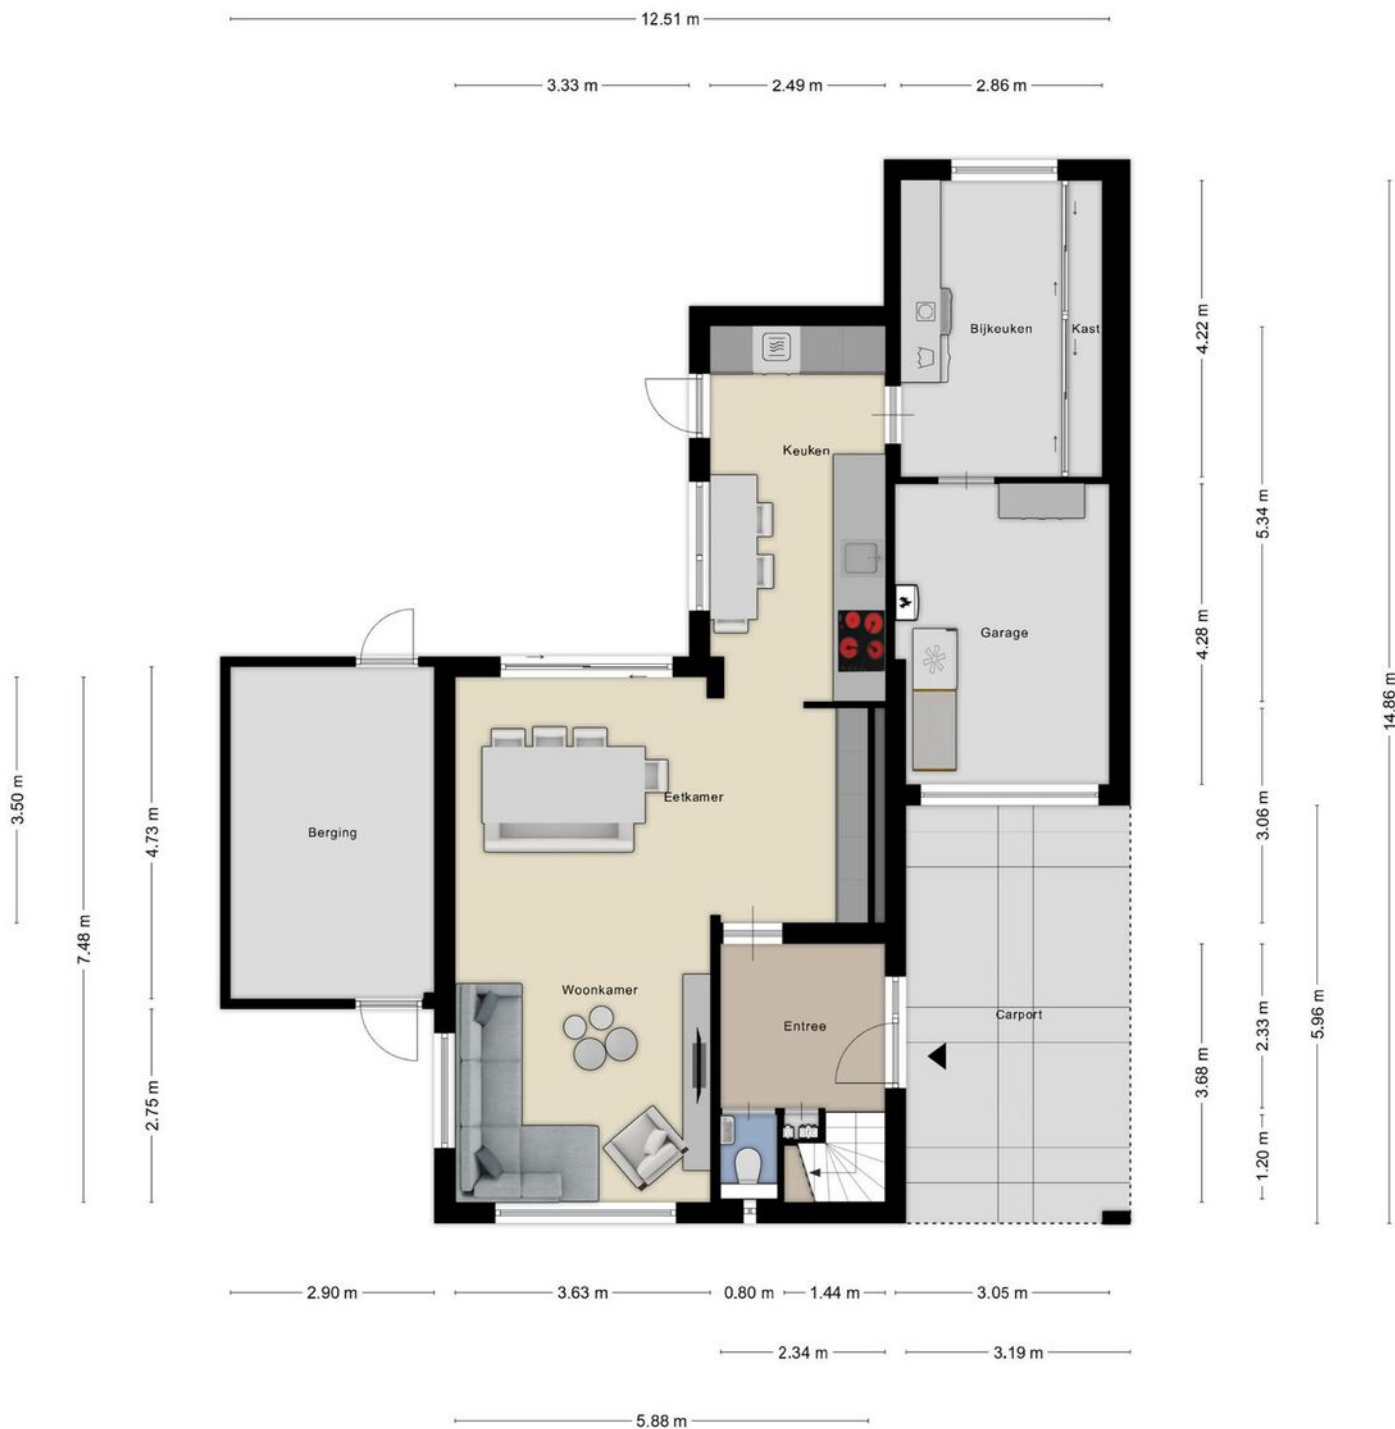 12.51 m
3.33 m
2.49 m
2.86 m
Bijkeuken
Kast
4.22 m
Keuken
5.34 m
Garage
4.28 m
14.86 m
3.50 m
4.73 m
Berging
Eetkamer
3.06 m
7.48 m
Woonkamer
Entree
Carport
2.33 m
5.96 m
2.75 m
3.68 m
1.20 m
2.90 m
3.63 m
0.80 m
1.44 m
3.05 m
2.34 m
3.19 m
5.88 m